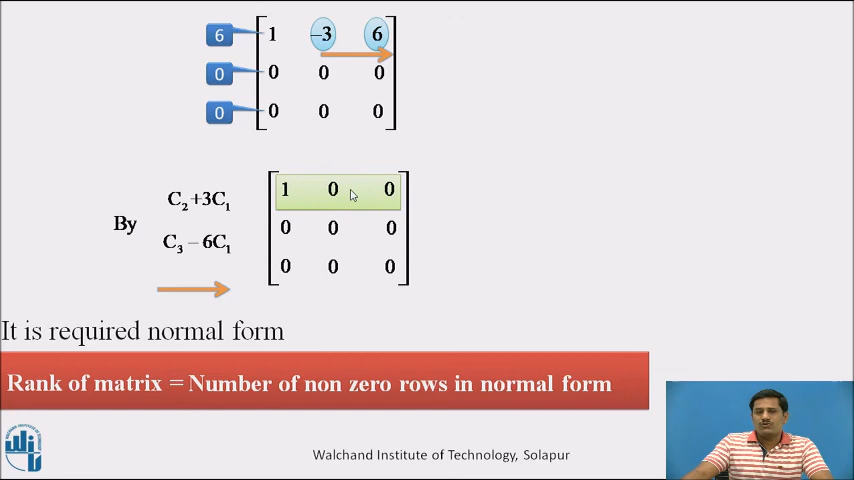 6 1 –3 6
0 0 0 0
0 0 0 0
By C₂+3C₁ C₃ – 6C₁
1 0 0
0 0 0
0 0 0
It is required normal form
Rank of matrix = Number of non zero rows in normal form
Walchand Institute of Technology, Solapur